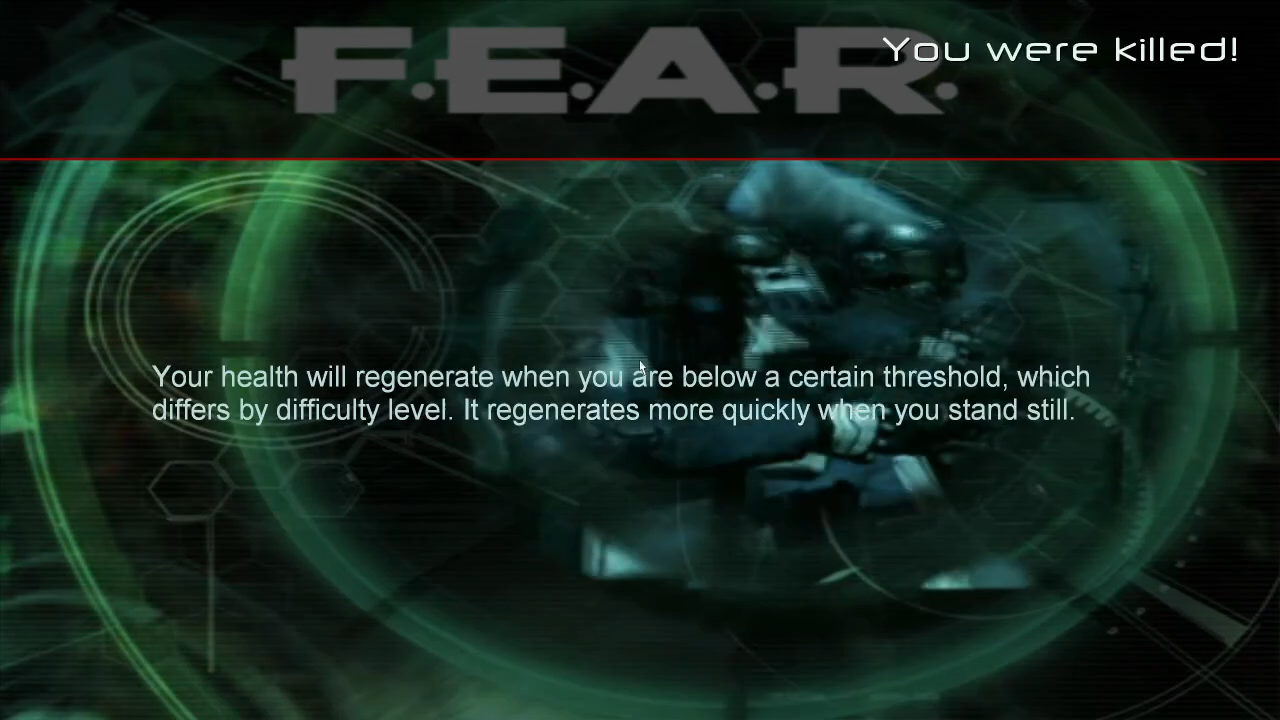 F.E.A.R.
You were killed!
Your health will regenerate when you are below a certain threshold, which
differs by difficulty level. It regenerates more quickly when you stand still.